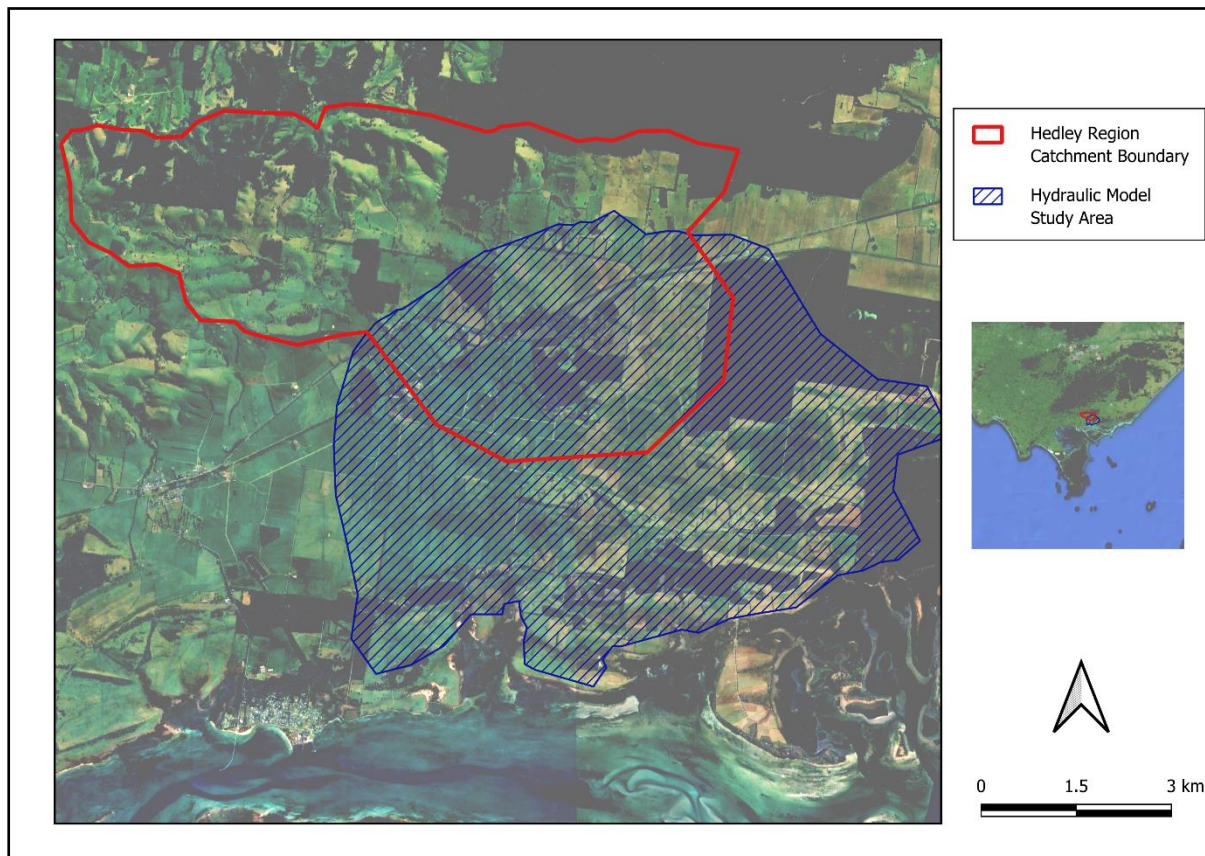 Hedley Region
Catchment Boundary
Hydraulic Model
Study Area
0 1.5 3 km